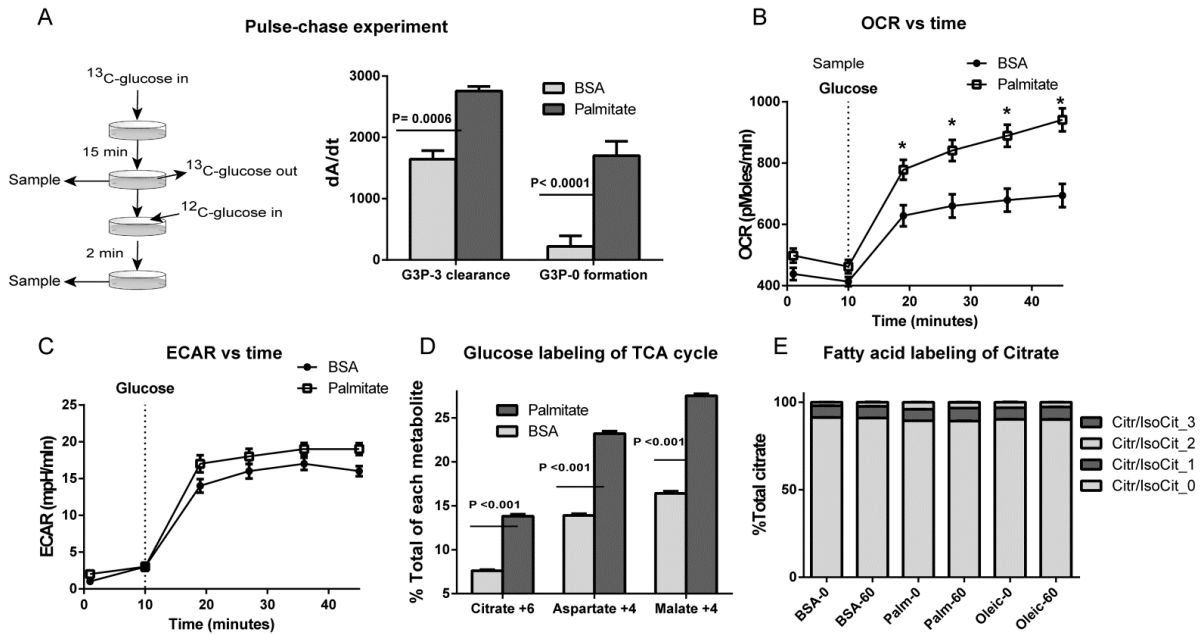 A
Pulse-chase experiment
13C-glucose in
15 min
Sample
13C-glucose out
12C-glucose in
2 min
Sample
dA/dt
3000
2000
1000
0
BSA
Palmitate
P= 0.0006
P< 0.0001
G3P-3 clearance
G3P-0 formation
B
OCR vs time
Sample
Glucose
BSA
Palmitate
OCR (pMoles/min)
1000
800
600
400
* * * *
0 10 20 30 40
Time (minutes)
C
ECAR vs time
Glucose
BSA
Palmitate
ECAR (mpH/min)
25
20
15
10
5
0
0 10 20 30 40
Time (minutes)
D
Glucose labeling of TCA cycle
% Total of each metabolite
25
20
15
10
5
Palmitate
BSA
P <0.001
P <0.001
P <0.001
Citrate +6
Aspartate +4
Malate +4
E
Fatty acid labeling of Citrate
%Total citrate
100
50
0
BSA-0
BSA-60
Palm-0
Palm-60
Oleic-0
Oleic-60
Citr/IsoCit_3
Citr/IsoCit_2
Citr/IsoCit_1
Citr/IsoCit_0